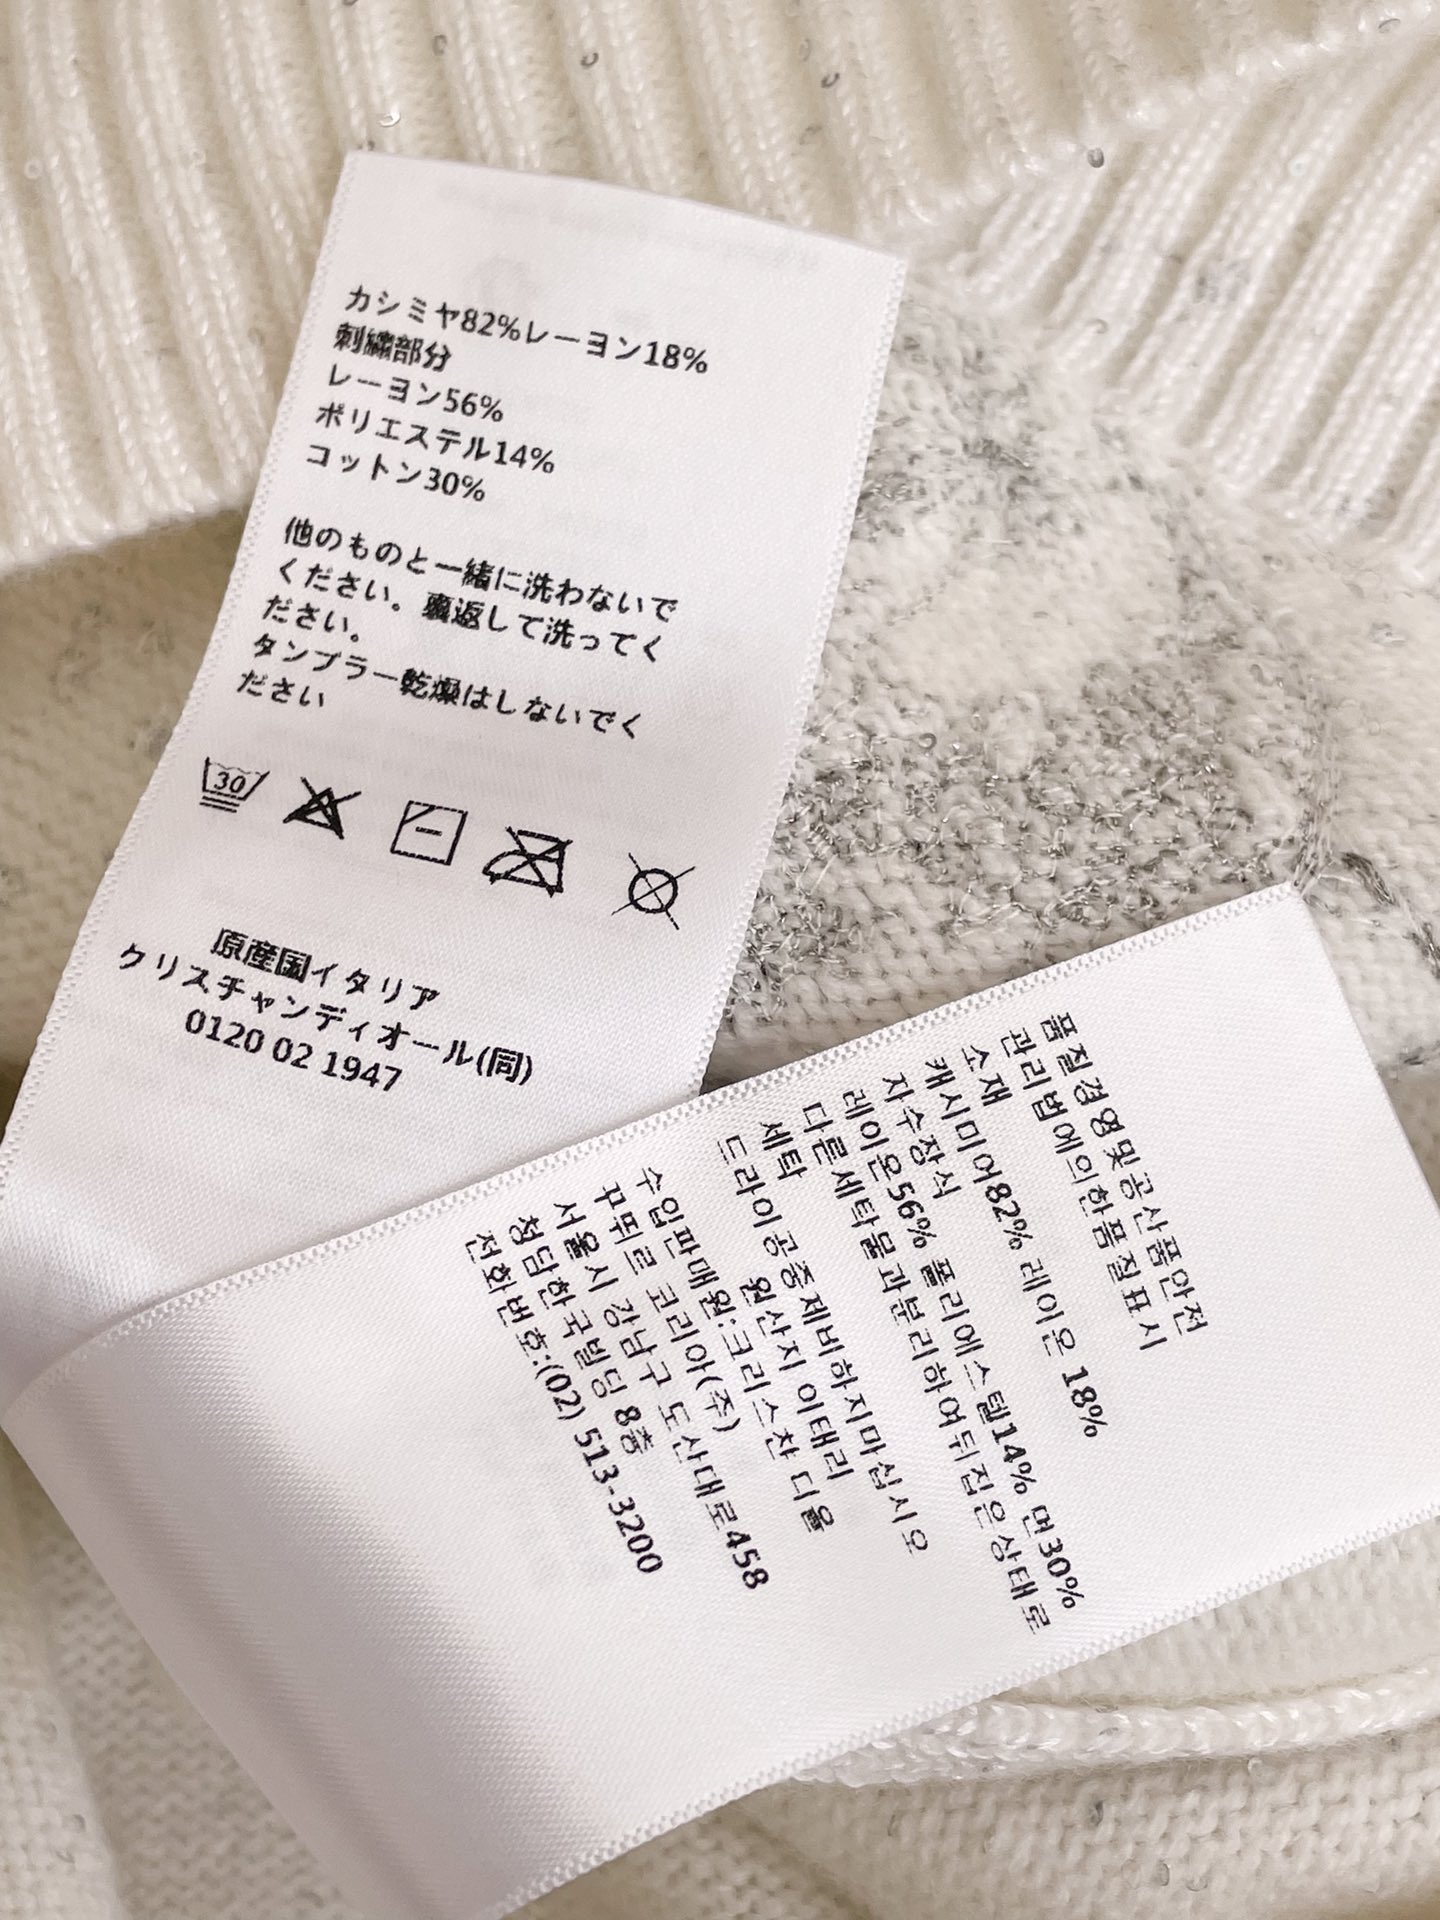 カシミヤ82%レーヨン18%
刺繍部分
レーヨン56%
ポリエステル14%
コットン30%
他のものと一緒に洗わないで
ください。裏返して洗ってく
ださい。
タンブラー乾燥はしないでく
ださい
30
原産国イタリア
クリスチャンディオール(同)
0120 02 1947
품질경영및공산품안전
관리법에의한품질표시
소재
캐시미어82% 레이온 18%
자수장식
레이온56% 폴리에스텔14% 면30%
다른세탁물과분리하여뒤집은상태로
세탁
드라이공중제비하지마십시오
원산지 이태리
수입판매원:크리스챤 디올
꾸뛰르 코리아(주)
서울시 강남구 도산대로458
청담한국빌딩 8층
전화번호:(02) 513-3200